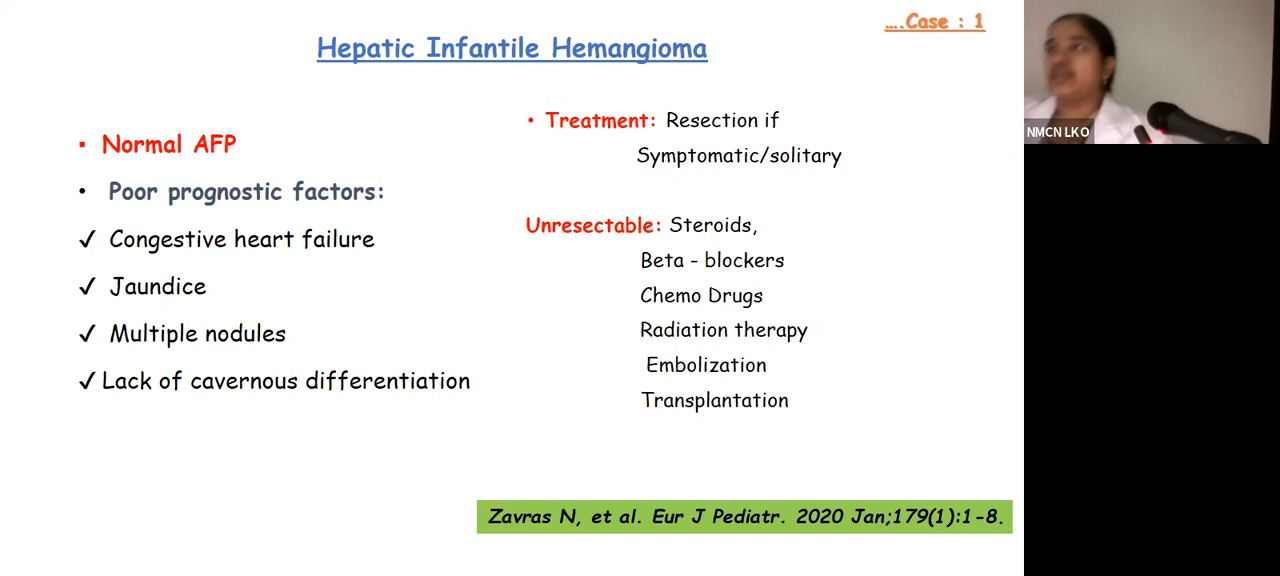 ….Case : 1
Hepatic Infantile Hemangioma
▪ Normal AFP
• Poor prognostic factors:
✓ Congestive heart failure
✓ Jaundice
✓ Multiple nodules
✓ Lack of cavernous differentiation
• Treatment: Resection if
Symptomatic/solitary
Unresectable: Steroids,
Beta - blockers
Chemo Drugs
Radiation therapy
Embolization
Transplantation
Zavras N, et al. Eur J Pediatr. 2020 Jan;179(1):1-8.
NMCN LKO